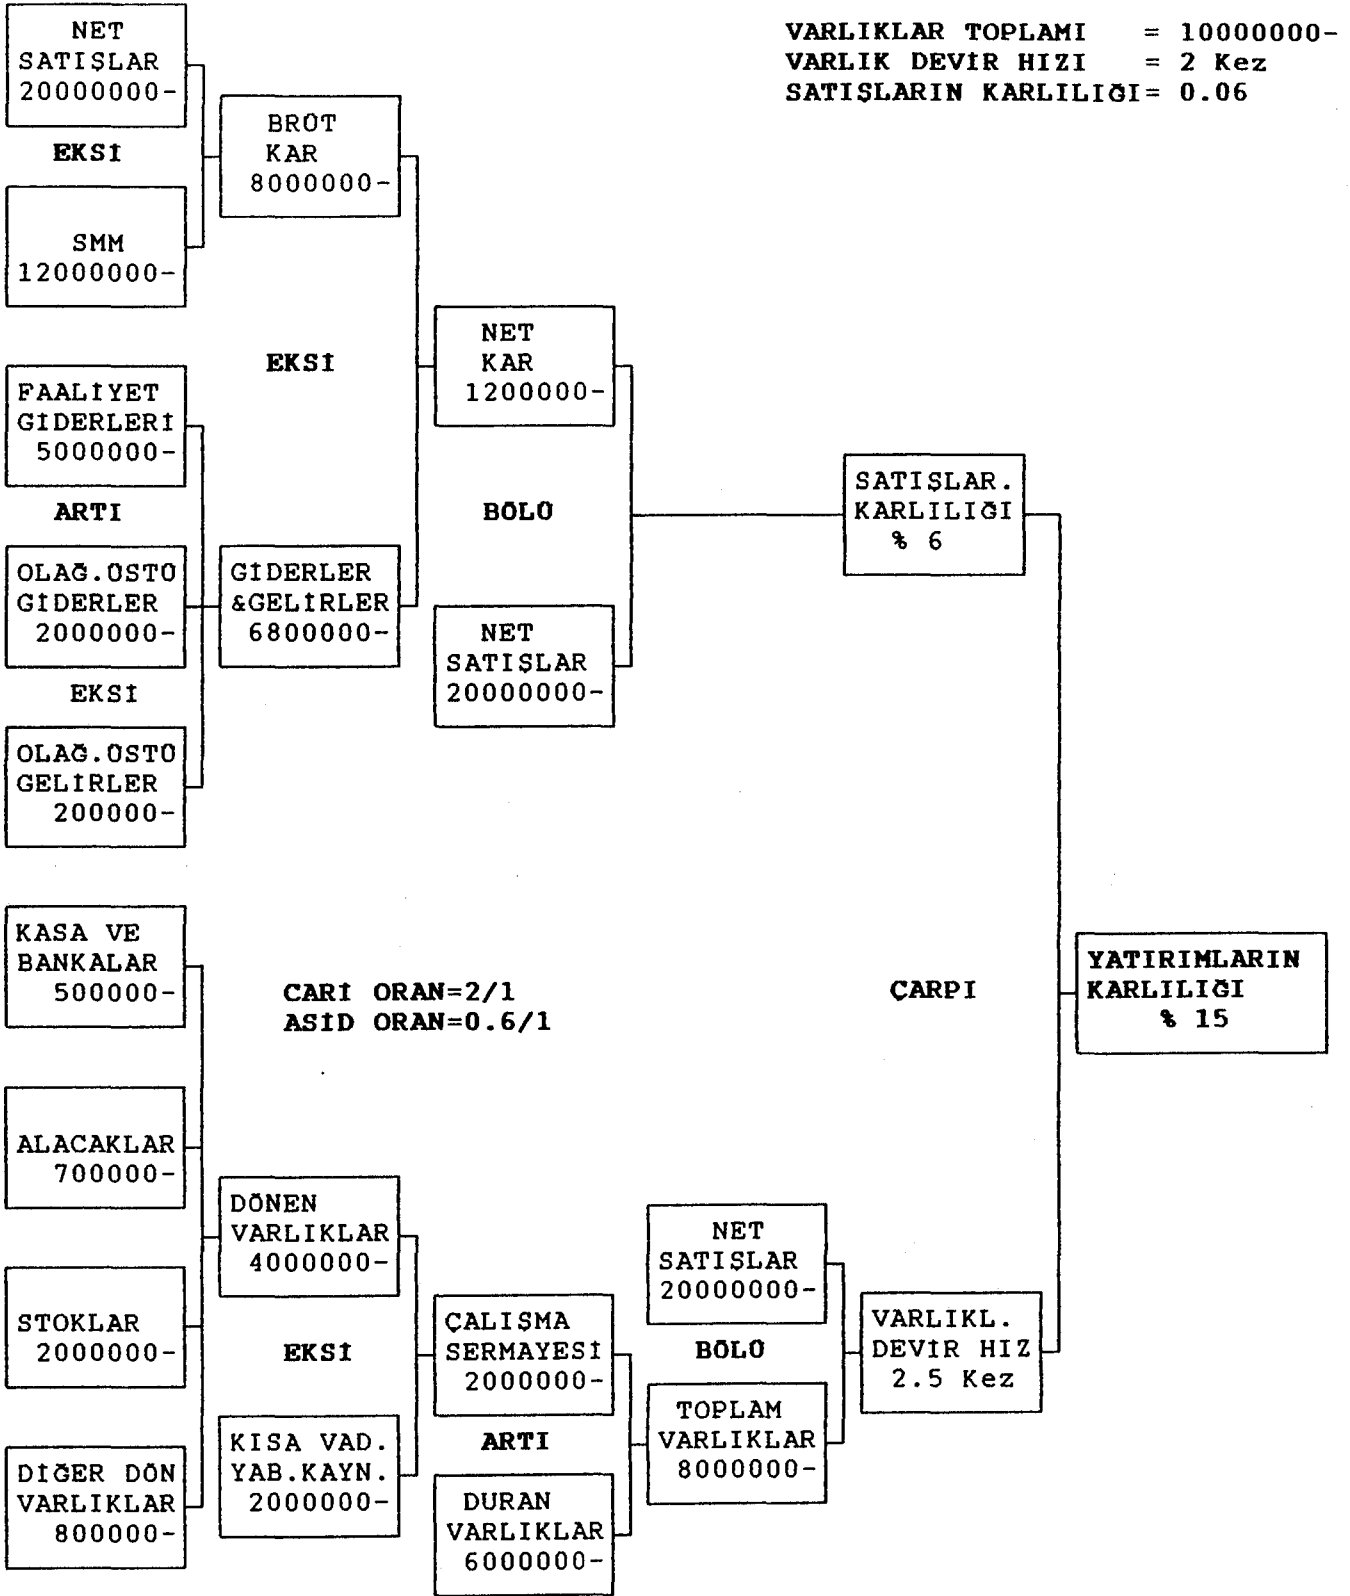 VARLIKLAR TOPLAMI = 10000000-
VARLIK DEVİR HIZI = 2 Kez
SATIŞLARIN KARLILIĞI= 0.06
NET
SATIŞLAR
20000000-
EKSİ
SMM
12000000-
BRÜT
KAR
8000000-
EKSİ
FAALİYET
GİDERLERİ
5000000-
ARTI
OLAĞ.ÜSTÜ
GİDERLER
2000000-
EKSİ
OLAĞ.ÜSTÜ
GELİRLER
200000-
GİDERLER
&GELİRLER
6800000-
NET
KAR
1200000-
BÖLÜ
NET
SATIŞLAR
20000000-
SATIŞLAR.
KARLILIĞI
% 6
KASA VE
BANKALAR
500000-
CARİ ORAN=2/1
ASİD ORAN=0.6/1
ÇARPI
YATIRIMLARIN
KARLILIĞI
% 15
ALACAKLAR
700000-
STOKLAR
2000000-
DİĞER DÖN
VARLIKLAR
800000-
DÖNEN
VARLIKLAR
4000000-
EKSİ
KISA VAD.
YAB.KAYN.
2000000-
ÇALIŞMA
SERMAYESİ
2000000-
ARTI
DURAN
VARLIKLAR
6000000-
NET
SATIŞLAR
20000000-
BÖLÜ
TOPLAM
VARLIKLAR
8000000-
VARLIKL.
DEVİR HIZ
2.5 Kez